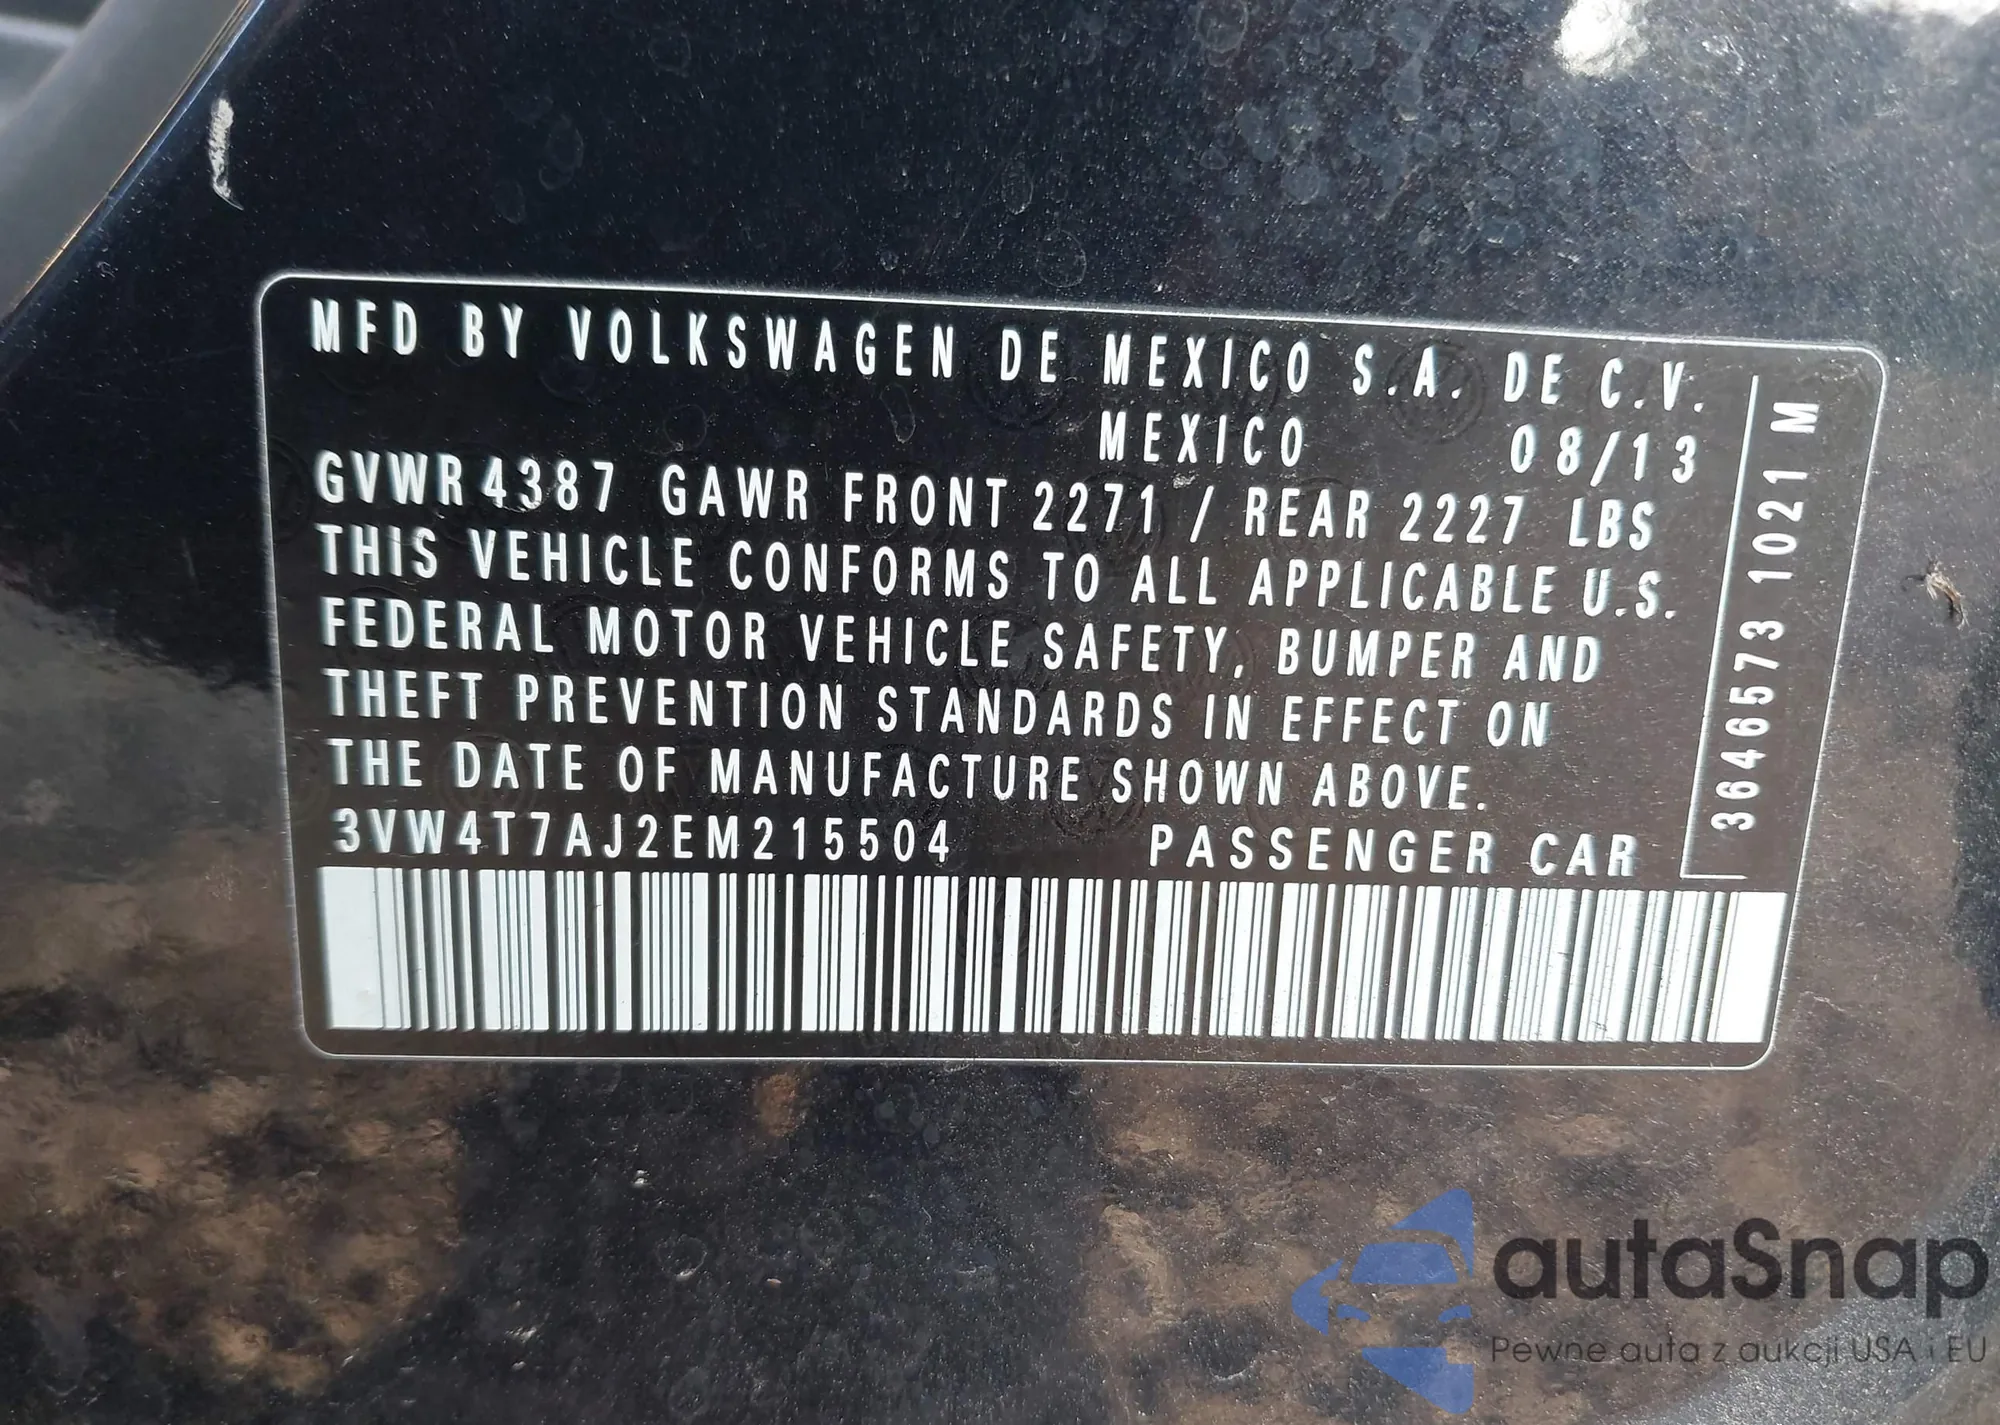 MFD BY VOLKSWAGEN DE MEXICO S.A. DE C.V.
MEXICO 08/13
GVWR 4387 GAWR FRONT 2271 / REAR 2227 LBS
THIS VEHICLE CONFORMS TO ALL APPLICABLE U.S.
FEDERAL MOTOR VEHICLE SAFETY, BUMPER AND
THEFT PREVENTION STANDARDS IN EFFECT ON
THE DATE OF MANUFACTURE SHOWN ABOVE.
3VW4T7AJ2EM215504 PASSENGER CAR
3646573 1021 M
autaSnap
Pewne auta z aukcji USA i EU